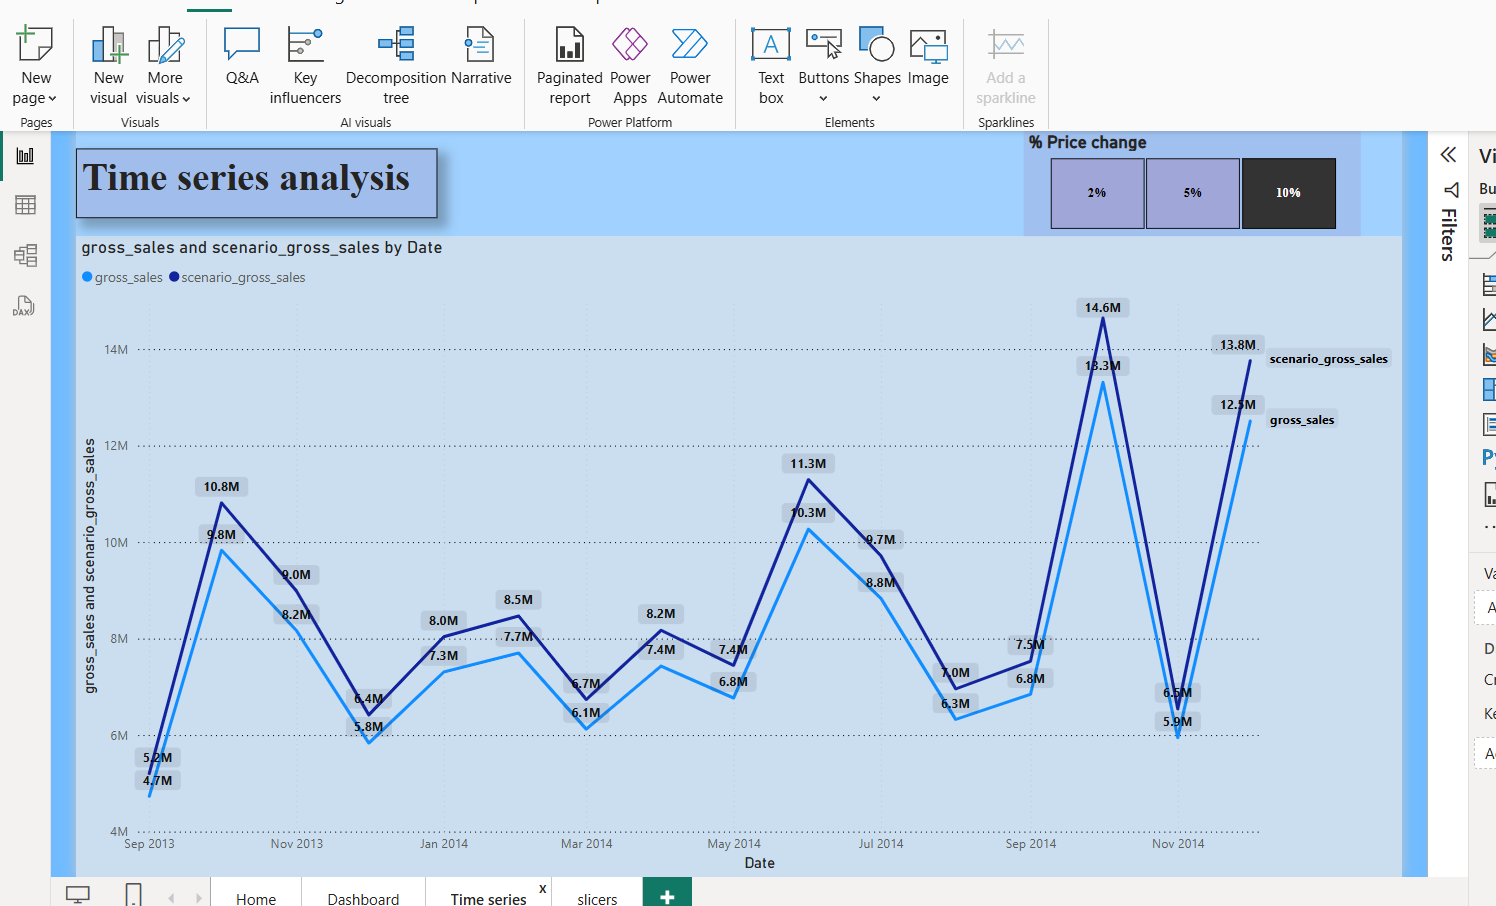 New page
New visual
More visuals
Q&A
Key influencers
Decomposition tree
Narrative
Paginated report
Power Apps
Power Automate
Text box
Buttons
Shapes
Image
Add a sparkline
Pages
Visuals
AI visuals
Power Platform
Elements
Sparklines
Time series analysis
% Price change
2%
5%
10%
gross_sales and scenario_gross_sales by Date
gross_sales
scenario_gross_sales
gross_sales and scenario_gross_sales
14M
12M
10M
8M
6M
4M
5.2M
4.7M
10.8M
9.8M
9.0M
8.2M
6.4M
5.8M
8.0M
7.3M
8.5M
7.7M
6.7M
6.1M
8.2M
7.4M
7.4M
6.8M
11.3M
10.3M
9.7M
8.8M
7.0M
6.3M
7.5M
6.8M
14.6M
13.3M
6.5M
5.9M
13.8M
12.5M
scenario_gross_sales
gross_sales
Sep 2013
Nov 2013
Jan 2014
Mar 2014
May 2014
Jul 2014
Sep 2014
Nov 2014
Date
Filters
DAX
Home
Dashboard
Time series
x
slicers
+
Vi
Bu
Va
A
D
Cr
Ke